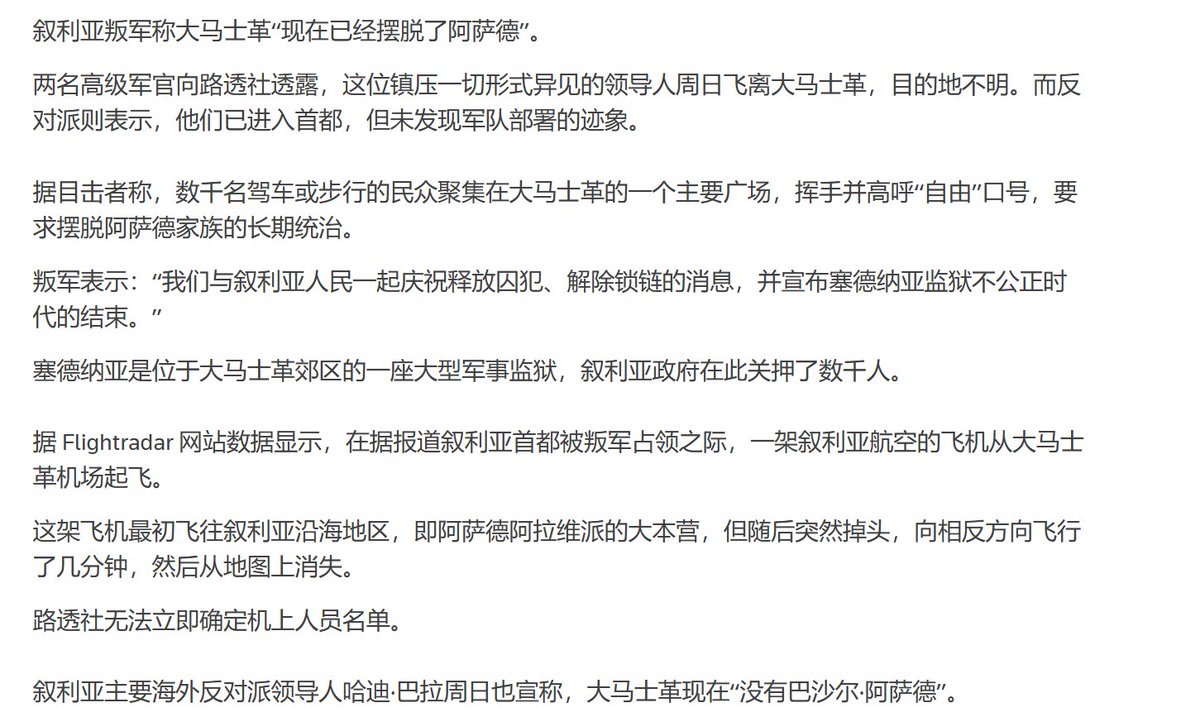 叙利亚叛军称大马士革“现在已经摆脱了阿萨德”。
两名高级军官向路透社透露，这位镇压一切形式异见的领导人周日飞离大马士革，目的地不明。而反
对派则表示，他们已进入首都，但未发现军队部署的迹象。
据目击者称，数千名驾车或步行的民众聚集在大马士革的一个主要广场，挥手并高呼“自由”口号，要
求摆脱阿萨德家族的长期统治。
叛军表示：“我们与叙利亚人民一起庆祝释放囚犯、解除锁链的消息，并宣布塞德纳亚监狱不公正时
代的结束。”
塞德纳亚是位于大马士革郊区的一座大型军事监狱，叙利亚政府在此关押了数千人。
据 Flightradar 网站数据显示，在据报道叙利亚首都被叛军占领之际，一架叙利亚航空的飞机从大马士
革机场起飞。
这架飞机最初飞往叙利亚沿海地区，即阿萨德阿拉维派的大本营，但随后突然掉头，向相反方向飞行
了几分钟，然后从地图上消失。
路透社无法立即确定机上人员名单。
叙利亚主要海外反对派领导人哈迪·巴拉周日也宣称，大马士革现在“没有巴沙尔·阿萨德”。